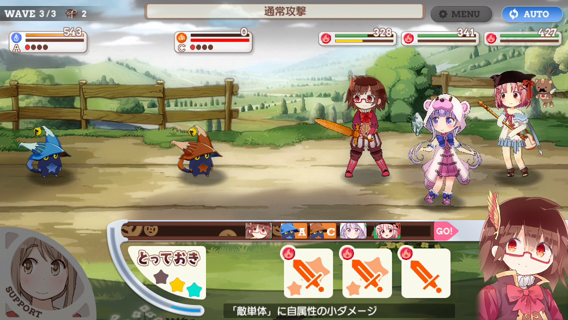 WAVE 3/3 2
通常攻撃
MENU
AUTO
543
A
0
C
328
341
427
A C GO!
とっておき
SUPPORT
「敵単体」に自属性の小ダメージ